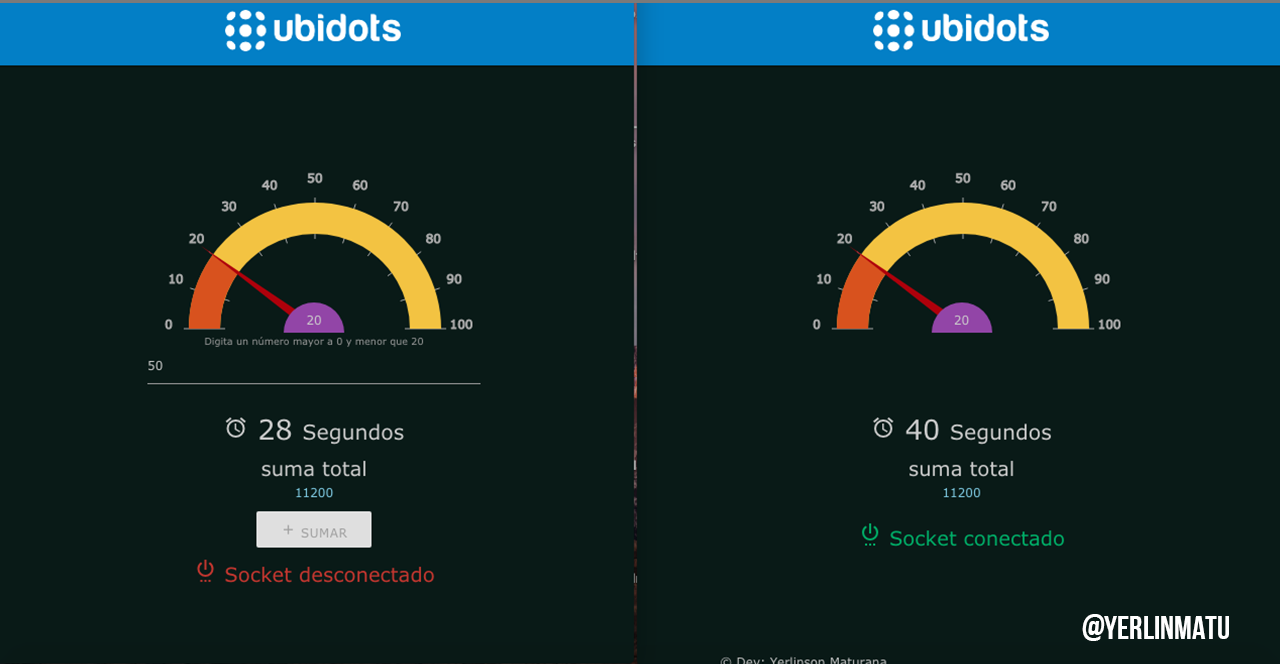 ubidots
50
40
60
30
70
20
80
10
90
0
100
20
Digita un número mayor a 0 y menor que 20
50
28 Segundos
suma total
11200
+ SUMAR
Socket desconectado
ubidots
50
40
60
30
70
20
80
10
90
0
100
20
40 Segundos
suma total
11200
Socket conectado
@YERLINMATU
© Dev: Yerlinson Maturana